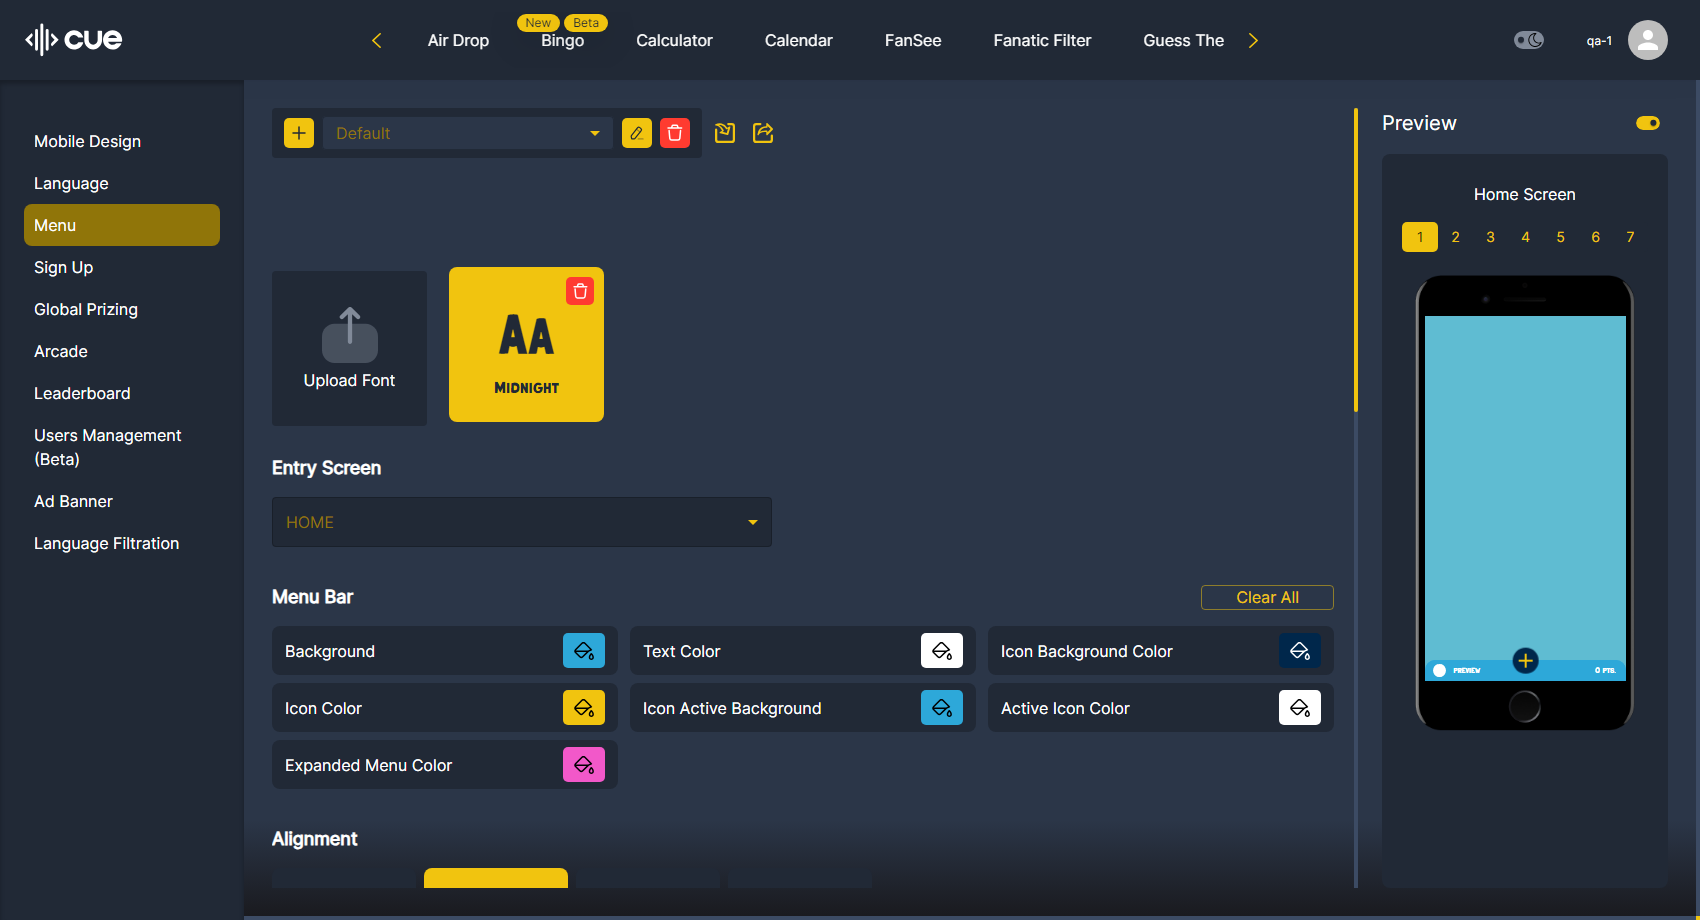 cue
Air Drop
New
Beta
Bingo
Calculator
Calendar
FanSee
Fanatic Filter
Guess The
qa-1
Mobile Design
Language
Menu
Sign Up
Global Prizing
Arcade
Leaderboard
Users Management
(Beta)
Ad Banner
Language Filtration
Default
Upload Font
AA
MIDNIGHT
Entry Screen
HOME
Menu Bar
Clear All
Background
Text Color
Icon Background Color
Icon Color
Icon Active Background
Active Icon Color
Expanded Menu Color
Alignment
Preview
Home Screen
1 2 3 4 5 6 7
PREVIEW
0 PTS.